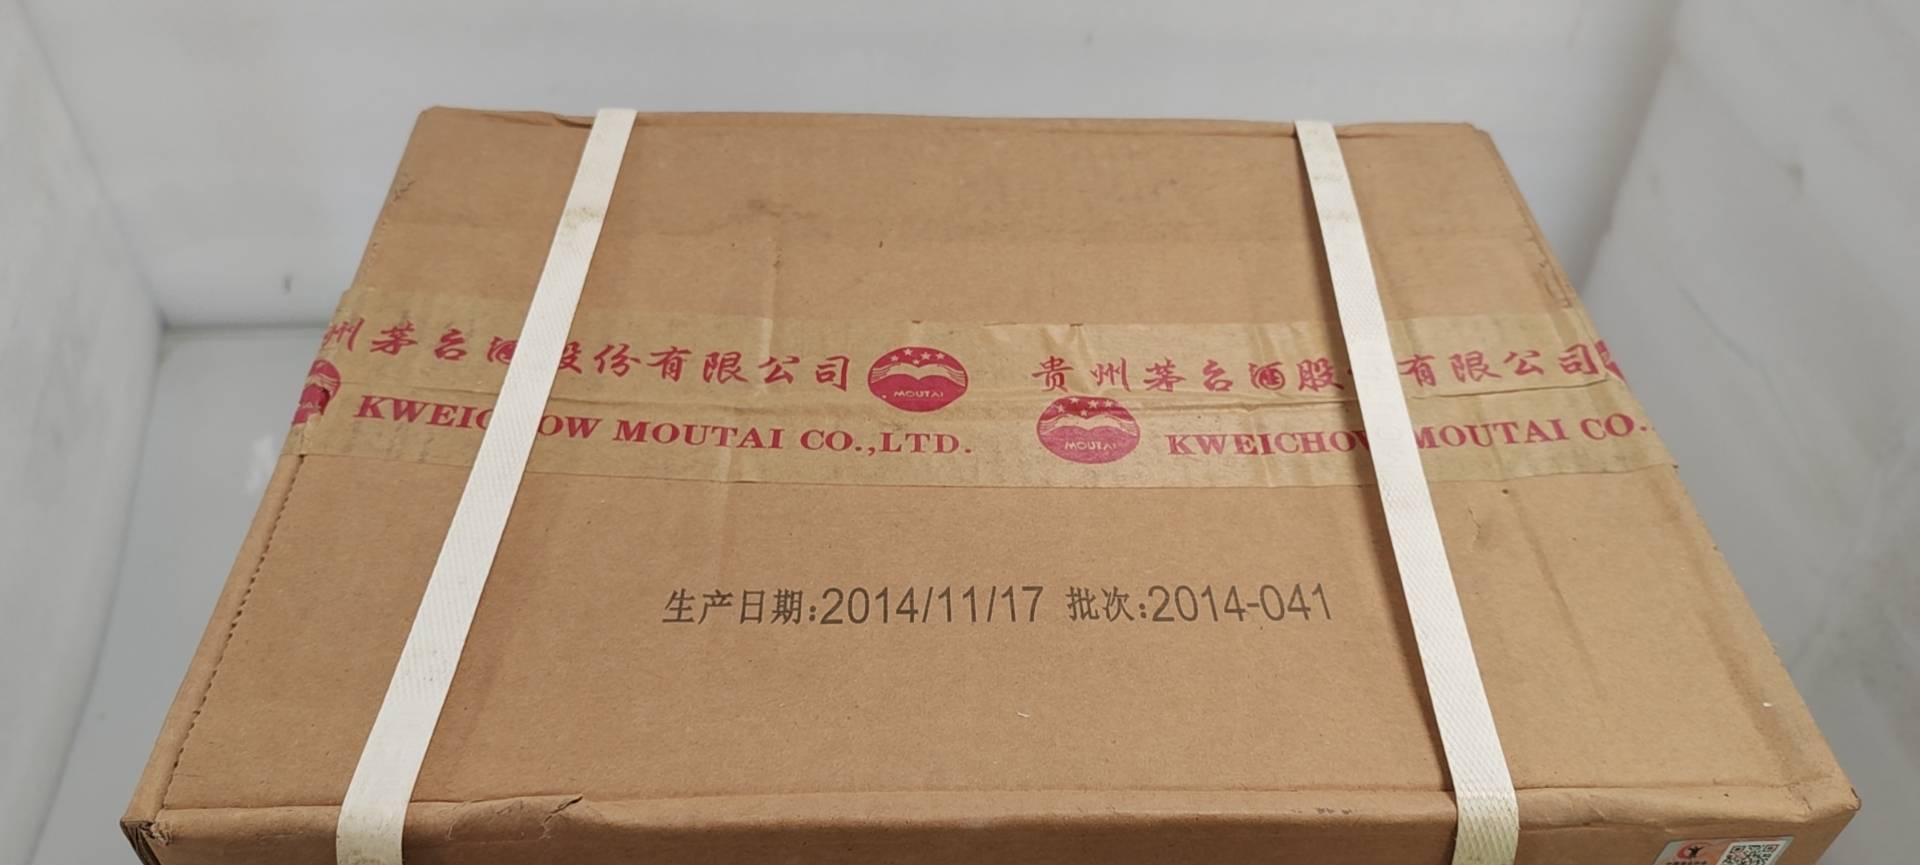 州茅台酒股份有限公司 MOUTAI 贵州茅台酒股 有限公司
KWEIC OW MOUTAI CO.,LTD. MOUTAI KWEICHOW MOUTAI CO.
生产日期:2014/11/17 批次:2014-041